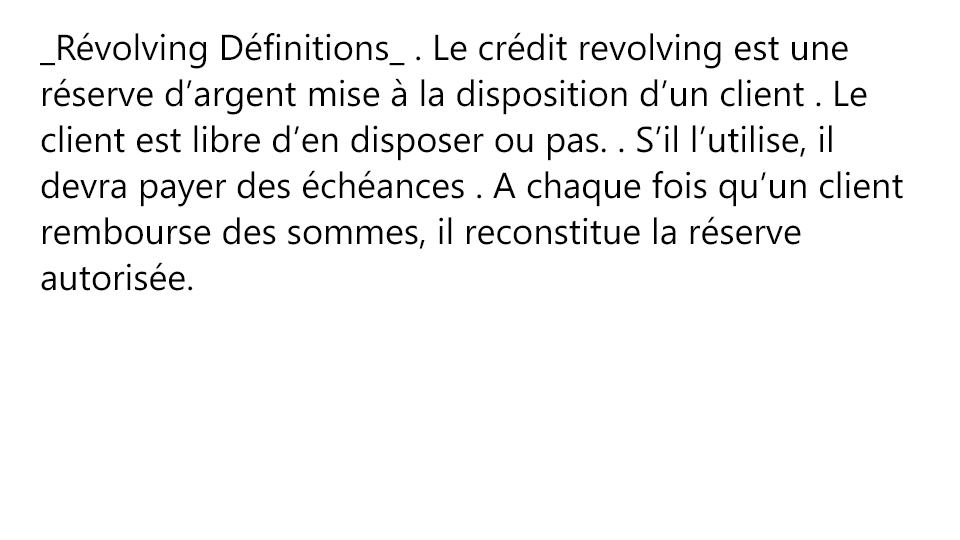 _Révolving Définitions_ . Le crédit revolving est une
réserve d’argent mise à la disposition d’un client . Le
client est libre d’en disposer ou pas. . S’il l’utilise, il
devra payer des échéances . A chaque fois qu’un client
rembourse des sommes, il reconstitue la réserve
autorisée.